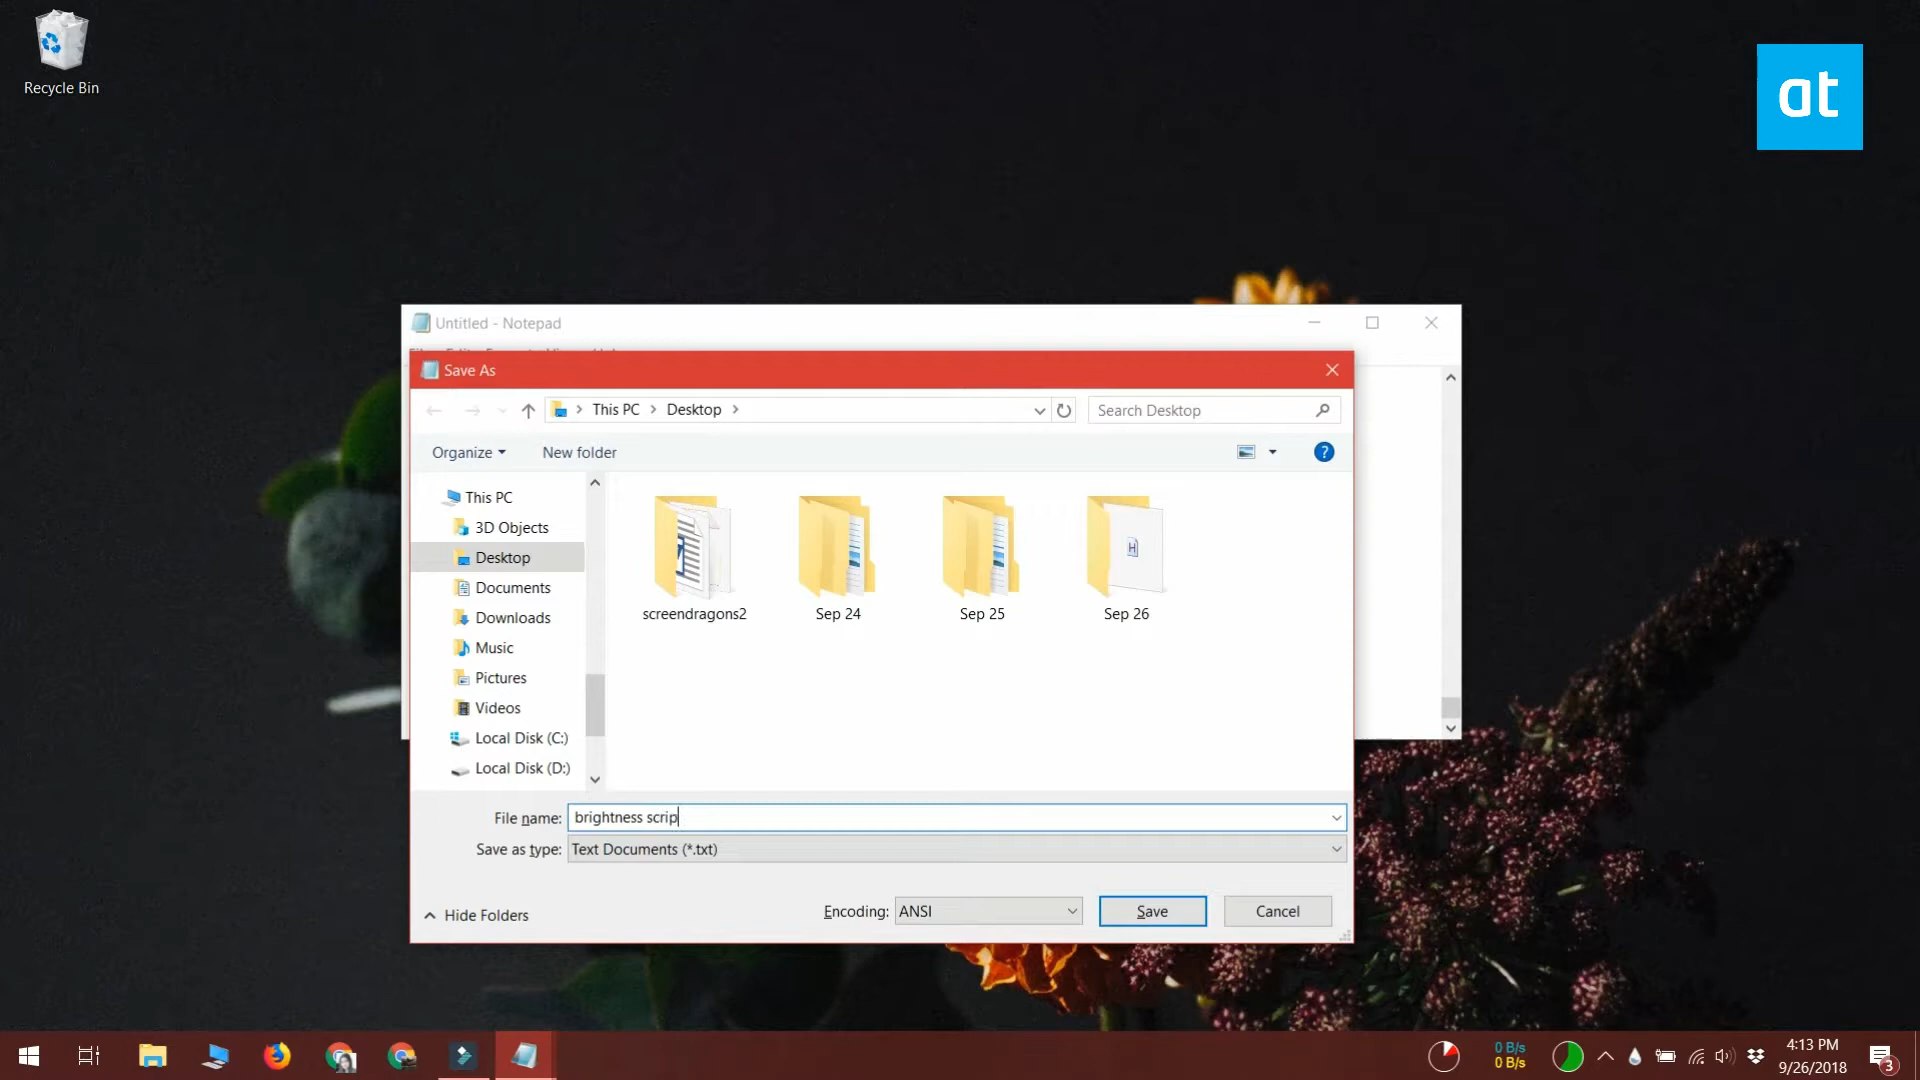 Recycle Bin
at
Untitled - Notepad
Save As
This PC
Desktop
Search Desktop
Organize
New folder
?
This PC
3D Objects
Desktop
Documents
Downloads
Music
Pictures
Videos
Local Disk (C:)
Local Disk (D:)
screendragons2
Sep 24
Sep 25
Sep 26
H
File name: brightness scrip
Save as type: Text Documents (*.txt)
Hide Folders
Encoding: ANSI
Save
Cancel
0 B/s
0 B/s
4:13 PM
9/26/2018
3